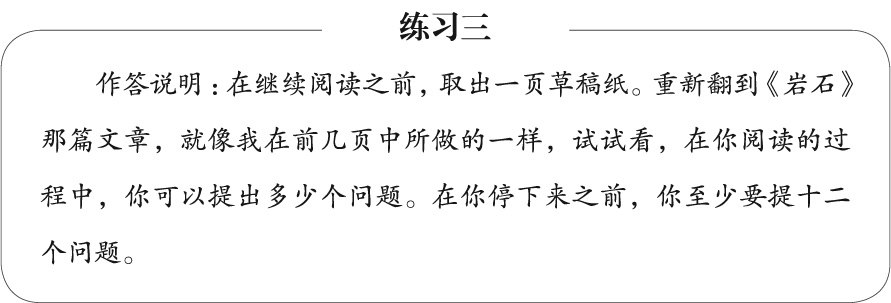 练习三
作答说明：在继续阅读之前，取出一页草稿纸。重新翻到《岩石》
那篇文章，就像我在前几页中所做的一样，试试看，在你阅读的过
程中，你可以提出多少个问题。在你停下来之前，你至少要提十二
个问题。